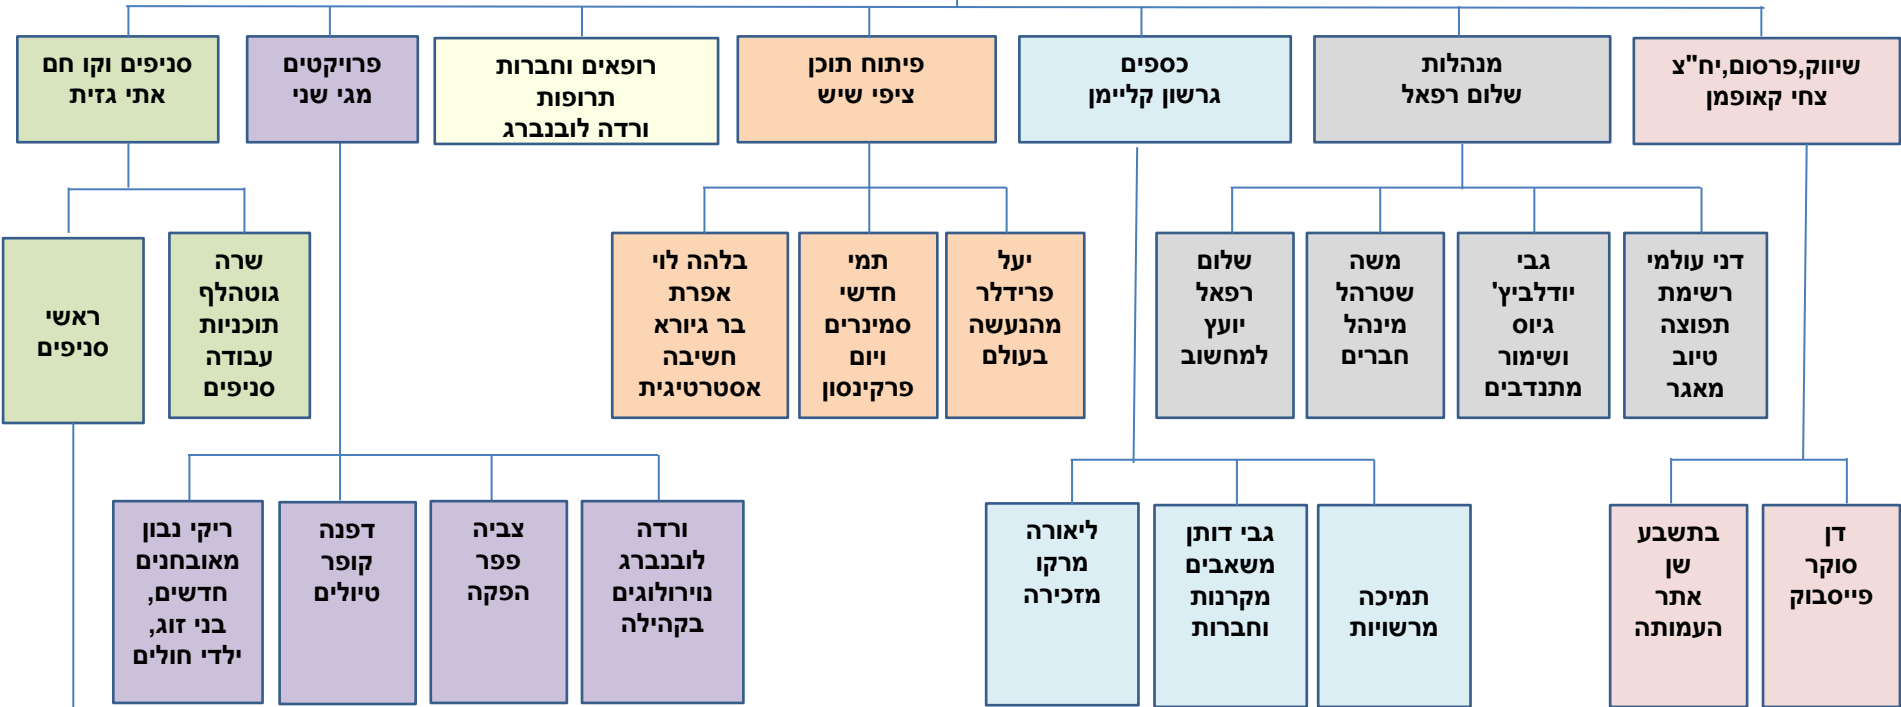 שיווק,פרסום,יח"צ
צחי קאופמן
מנהלות
שלום רפאל
כספים
גרשון קליימן
פיתוח תוכן
ציפי שיש
רופאים וחברות
תרופות
ורדה לובנברג
פרויקטים
מגי שני
סניפים וקו חם
אתי גזית
דני עולמי
רשימת
תפוצה
טיוב
מאגר
גבי
יודלביץ'
גיוס
ושימור
מתנדבים
משה
שטרהל
מינהל
חברים
שלום
רפאל
יועץ
למחשוב
יעל
פרידלר
מהנעשה
בעולם
תמי
חדשי
סמינרים
ויום
פרקינסון
בלהה לוי
אפרת
בר גיורא
חשיבה
אסטרטיגית
שרה
גוטהלף
תוכניות
עבודה
סניפים
ראשי
סניפים
דן
סוקר
פייסבוק
בתשבע
שן
אתר
העמותה
תמיכה
מרשויות
גבי דותן
משאבים
מקרנות
וחברות
ליאורה
מרקו
מזכירה
ורדה
לובנברג
נוירולוגים
בקהילה
צביה
פפר
הפקה
דפנה
קופר
טיולים
ריקי נבון
מאובחנים
חדשים,
בני זוג,
ילדי חולים